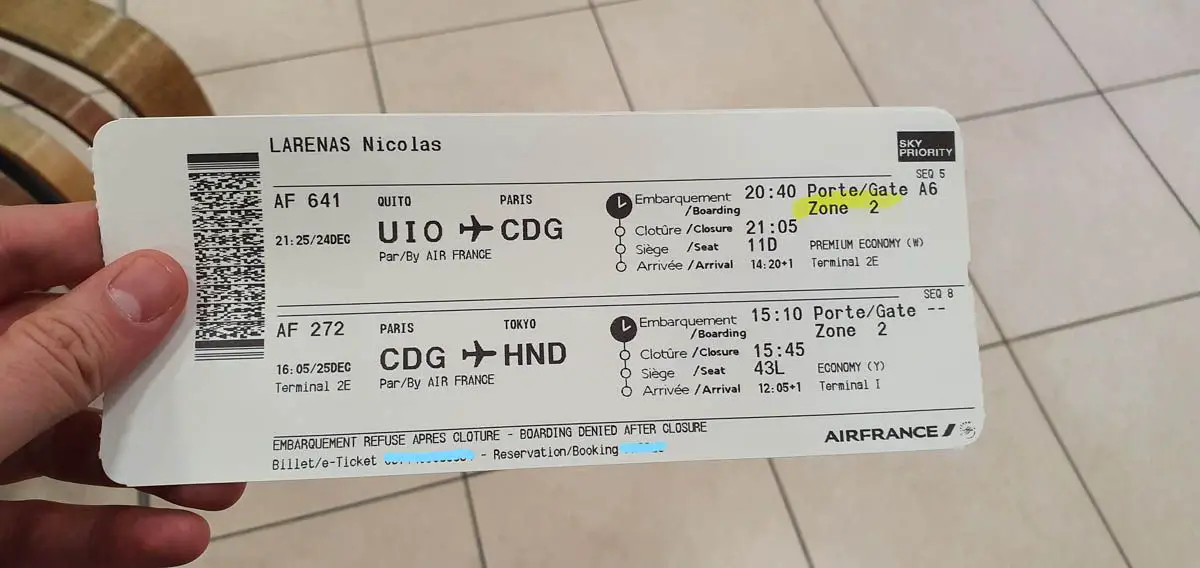 LARENAS Nicolas
SKY PRIORITY
SEQ 5
AF 641 QUITO PARIS Embarquement /Boarding 20:40 Porte/Gate A6
Zone 2
21:25/24DEC UIO CDG Clotûre /Closure 21:05
Par/By AIR FRANCE Siège /Seat 11D PREMIUM ECONOMY (W)
Arrivée /Arrival 14:20+1 Terminal 2E
SEQ 8
AF 272 PARIS TOKYO Embarquement /Boarding 15:10 Porte/Gate --
Zone 2
16:05/25DEC CDG HND Clotûre /Closure 15:45
Terminal 2E Par/By AIR FRANCE Siège /Seat 43L ECONOMY (Y)
Arrivée /Arrival 12:05+1 Terminal I
EMBARQUEMENT REFUSE APRES CLOTURE - BOARDING DENIED AFTER CLOSURE
AIRFRANCE
Billet/e-Ticket - Reservation/Booking